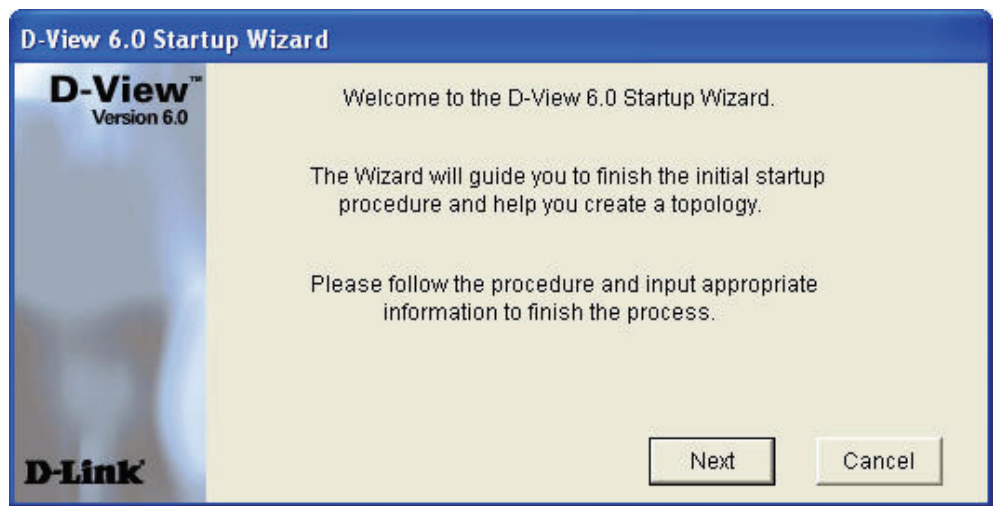 D-View 6.0 Startup Wizard
D-View™
Version 6.0
Welcome to the D-View 6.0 Startup Wizard.
The Wizard will guide you to finish the initial startup
procedure and help you create a topology.
Please follow the procedure and input appropriate
information to finish the process.
D-Link
Next
Cancel